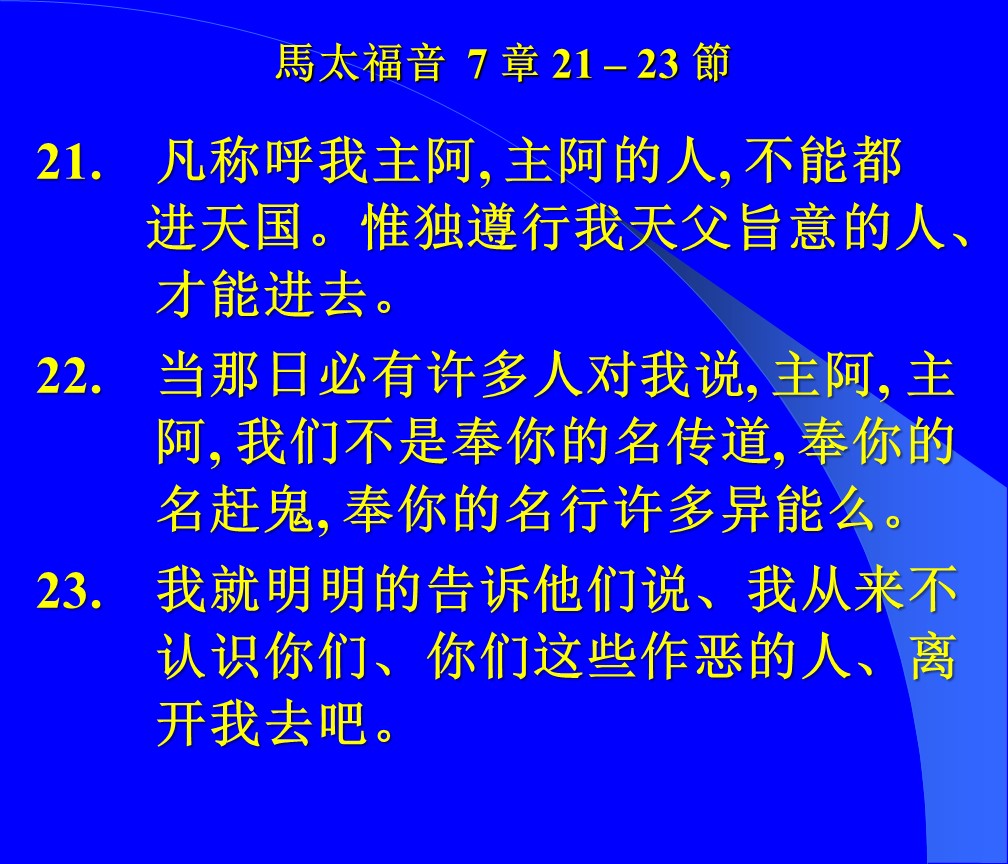 馬太福音 7 章 21 – 23 節
21. 凡称呼我主阿, 主阿的人, 不能都
进天国。惟独遵行我天父旨意的人、
才能进去。
22. 当那日必有许多人对我说, 主阿, 主
阿, 我们不是奉你的名传道, 奉你的
名赶鬼, 奉你的名行许多异能么。
23. 我就明明的告诉他们说、我从来不
认识你们、你们这些作恶的人、离
开我去吧。